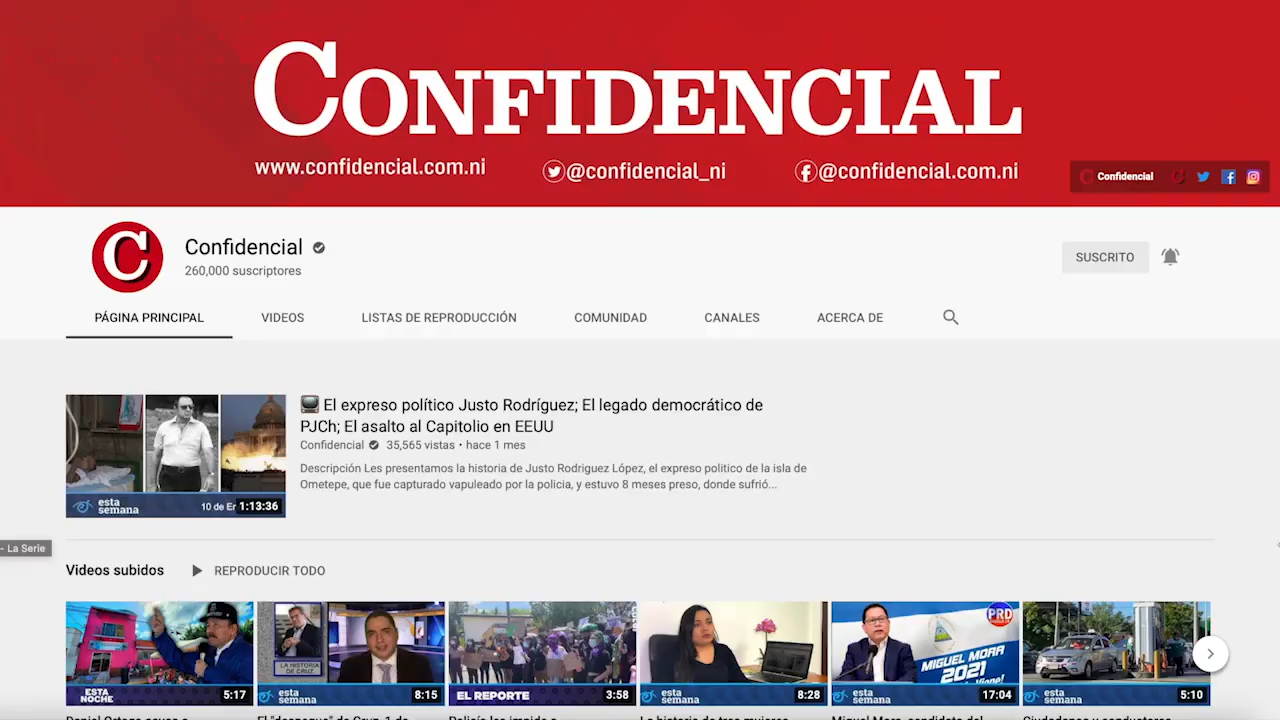 CONFIDENCIAL
www.confidencial.com.ni
@confidencial_ni
@confidencial.com.ni
Confidencial
C
Confidencial
260,000 suscriptores
SUSCRITO
PÁGINA PRINCIPAL
VIDEOS
LISTAS DE REPRODUCCIÓN
COMUNIDAD
CANALES
ACERCA DE
El expreso político Justo Rodríguez; El legado democrático de
PJCh; El asalto al Capitolio en EEUU
Confidencial 35,565 vistas • hace 1 mes
Descripción Les presentamos la historia de Justo Rodriguez López, el expreso politico de la isla de
Ometepe, que fue capturado vapuleado por la policia, y estuvo 8 meses preso, donde sufrió...
esta
semana
10 de Er
1:13:36
- La Serie
Videos subidos
REPRODUCIR TODO
ESTA
NOCHE
5:17
LA HISTORIA
DE CRUZ
esta
semana
8:15
EL REPORTE
3:58
esta
semana
8:28
PRD
MIGUEL MORA
2021
esta
semana
17:04
esta
semana
5:10